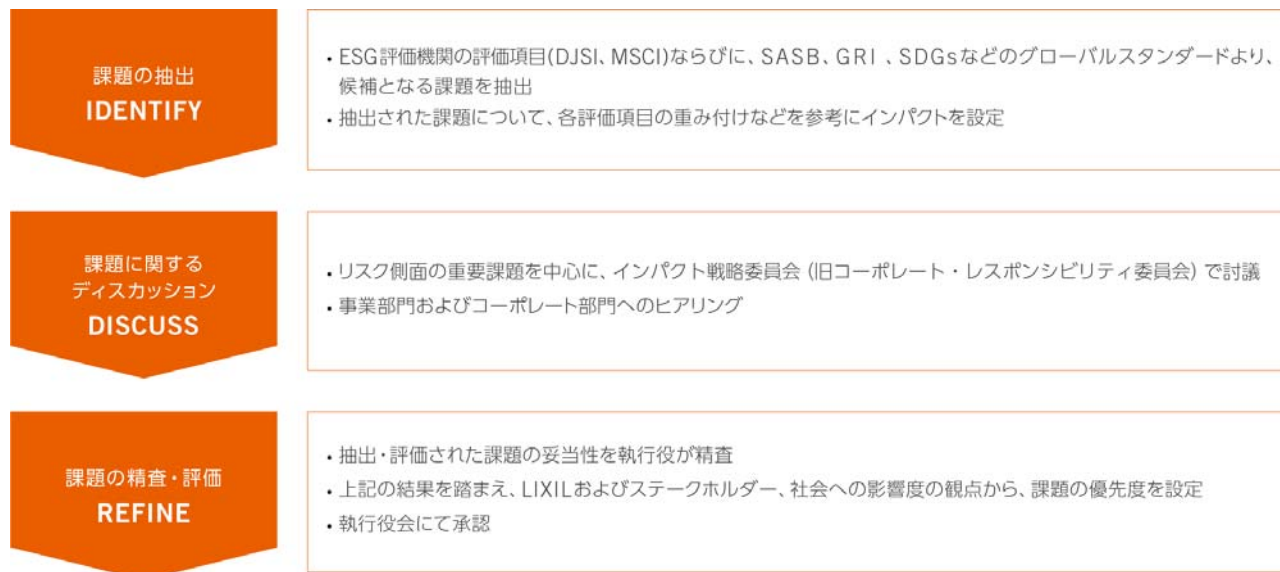 課題の抽出
IDENTIFY
・ESG評価機関の評価項目(DJSI、MSCI)ならびに、SASB、GRI 、SDGsなどのグローバルスタンダードより、
候補となる課題を抽出
・抽出された課題について、各評価項目の重み付けなどを参考にインパクトを設定
課題に関する
ディスカッション
DISCUSS
・リスク側面の重要課題を中心に、インパクト戦略委員会 (旧コーポレート・レスポンシビリティ委員会) で討議
・事業部門およびコーポレート部門へのヒアリング
課題の精査・評価
REFINE
・抽出・評価された課題の妥当性を執行役が精査
・上記の結果を踏まえ、LIXILおよびステークホルダー、社会への影響度の観点から、課題の優先度を設定
・執行役会にて承認